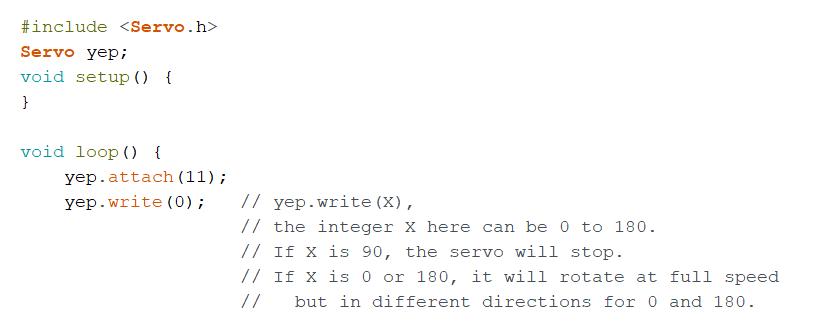 #include <Servo.h>
Servo yep;
void setup() {
}
void loop() {
yep.attach(11);
yep.write(0); // yep.write(X),
// the integer X here can be 0 to 180.
// If X is 90, the servo will stop.
// If X is 0 or 180, it will rotate at full speed
// but in different directions for 0 and 180.